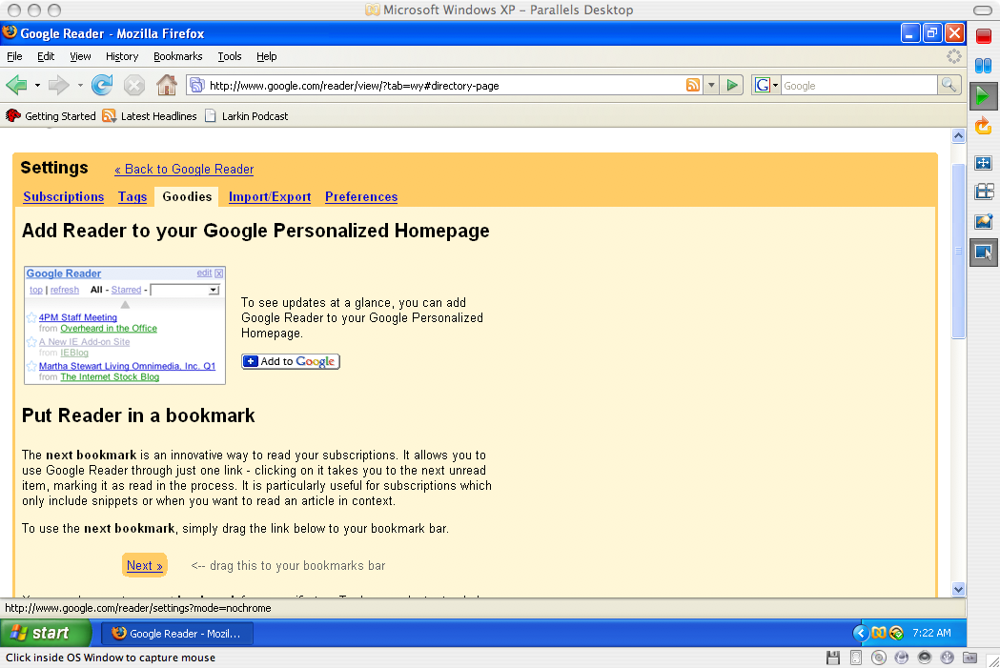 Microsoft Windows XP - Parallels Desktop
Google Reader - Mozilla Firefox
File Edit View History Bookmarks Tools Help
http://www.google.com/reader/view/?tab=wy#directory-page
G Google
Getting Started Latest Headlines Larkin Podcast
Settings « Back to Google Reader
Subscriptions Tags Goodies Import/Export Preferences
Add Reader to your Google Personalized Homepage
Google Reader edit
top | refresh All - Starred -
4PM Staff Meeting
from Overheard in the Office
A New IE Add-on Site
from IEBlog
Martha Stewart Living Omnimedia, Inc. Q1
from The Internet Stock Blog
To see updates at a glance, you can add
Google Reader to your Google Personalized
Homepage.
Add to Google
Put Reader in a bookmark
The next bookmark is an innovative way to read your subscriptions. It allows you to
use Google Reader through just one link - clicking on it takes you to the next unread
item, marking it as read in the process. It is particularly useful for subscriptions which
only include snippets or when you want to read an article in context.
To use the next bookmark, simply drag the link below to your bookmark bar.
Next » <-- drag this to your bookmarks bar
http://www.google.com/reader/settings?mode=nochrome
start Google Reader - Mozil... 7:22 AM
Click inside OS Window to capture mouse